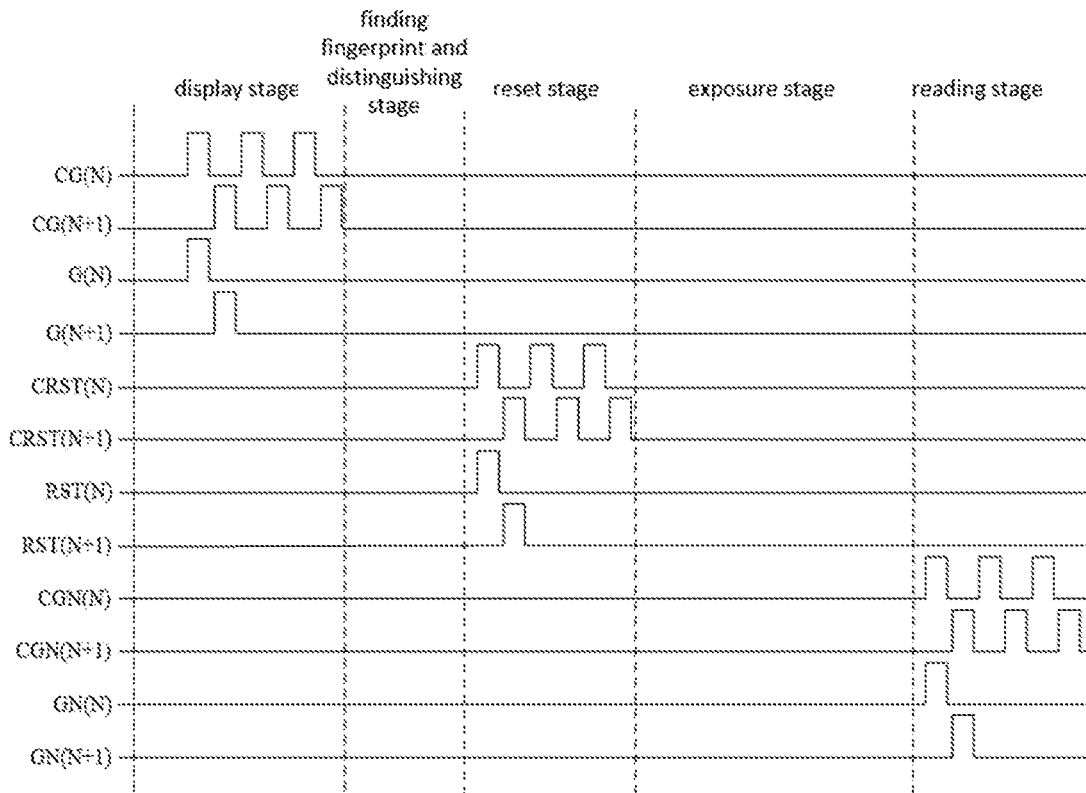 finding
fingerprint and
distinguishing
stage
display stage
reset stage
exposure stage
reading stage
CG(N)
CG(N+1)
G(N)
G(N+1)
CRST(N)
CRST(N+1)
RST(N)
RST(N+1)
CGN(N)
CGN(N+1)
GN(N)
GN(N+1)